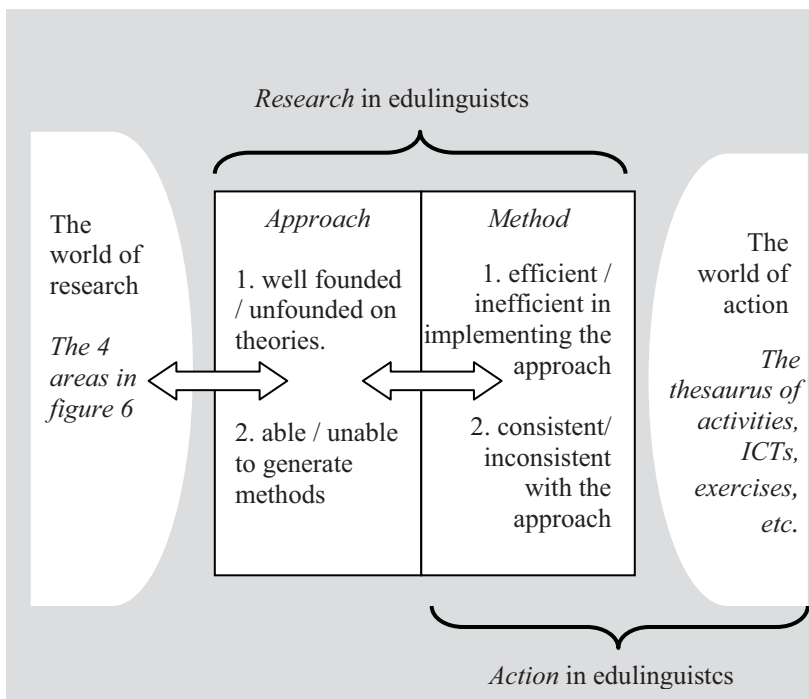 Research in edulinguistcs
The
world of
research
The 4
areas in
figure 6
Approach
1. well founded
/ unfounded on
theories.
2. able / unable
to generate
methods
Method
1. efficient /
inefficient in
implementing the
approach
2. consistent/
inconsistent
with the
approach
The
world of
action
The
thesaurus of
activities,
ICTs,
exercises,
etc.
Action in edulinguistcs